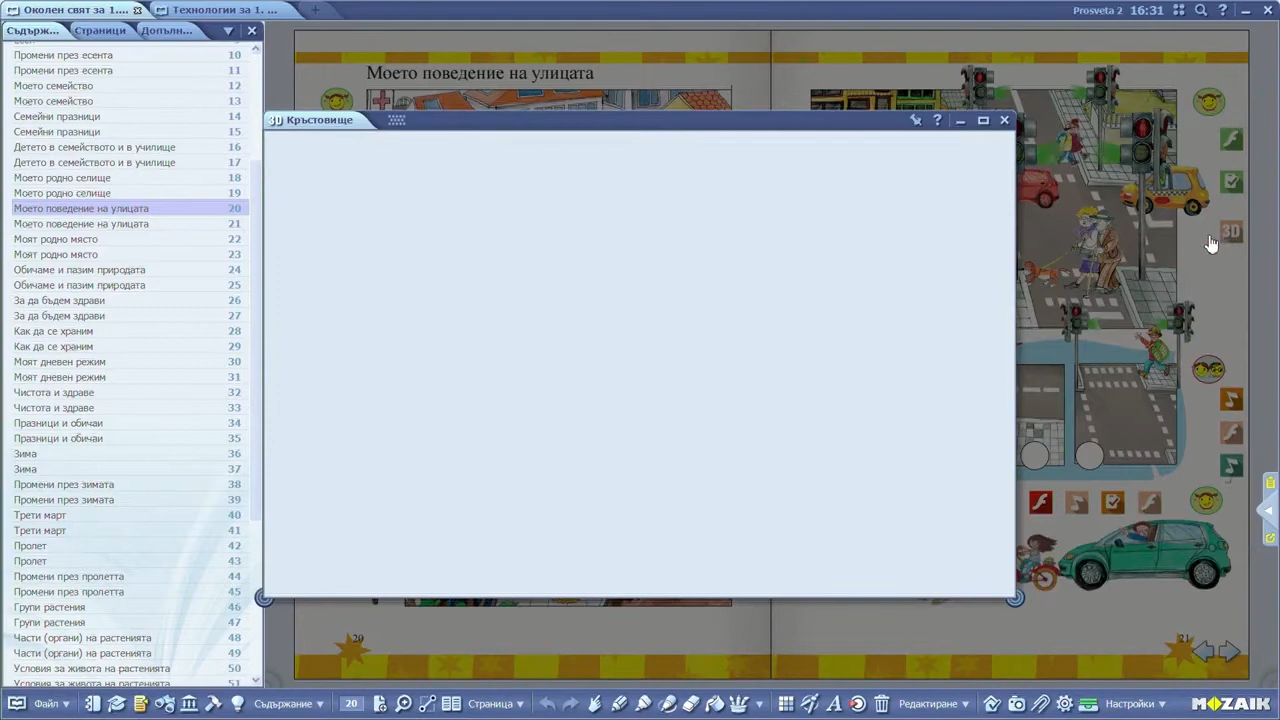 Околен свят за 1....
Технологии за 1. ...
Prosveta 2 16:31
Съдърж... Страници Допълн...
Промени през есента 10
Промени през есента 11
Моето семейство 12
Моето семейство 13
Семейни празници 14
Семейни празници 15
Детето в семейството и в училище 16
Детето в семейството и в училище 17
Моето родно селище 18
Моето родно селище 19
Моето поведение на улицата 20
Моето поведение на улицата 21
Моят родно място 22
Моят родно място 23
Обичаме и пазим природата 24
Обичаме и пазим природата 25
За да бъдем здрави 26
За да бъдем здрави 27
Как да се храним 28
Как да се храним 29
Моят дневен режим 30
Моят дневен режим 31
Чистота и здраве 32
Чистота и здраве 33
Празници и обичаи 34
Празници и обичаи 35
Зима 36
Зима 37
Промени през зимата 38
Промени през зимата 39
Трети март 40
Трети март 41
Пролет 42
Пролет 43
Промени през пролетта 44
Промени през пролетта 45
Групи растения 46
Групи растения 47
Части (органи) на растенията 48
Части (органи) на растенията 49
Условия за живота на растенията 50
Условия за живота на растенията 51
Моето поведение на улицата
3D Кръстовище
3D
20
21
Файл
Съдържание
20
Страница
Редактиране
Настройки
MOZAIK